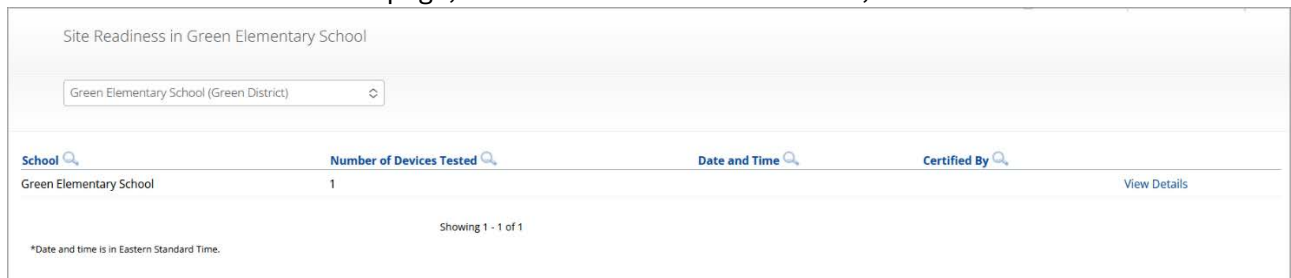 page,
Site Readiness in Green Elementary School
Green Elementary School (Green District)
School Number of Devices Tested Date and Time Certified By
Green Elementary School 1 View Details
Showing 1 - 1 of 1
*Date and time is in Eastern Standard Time.